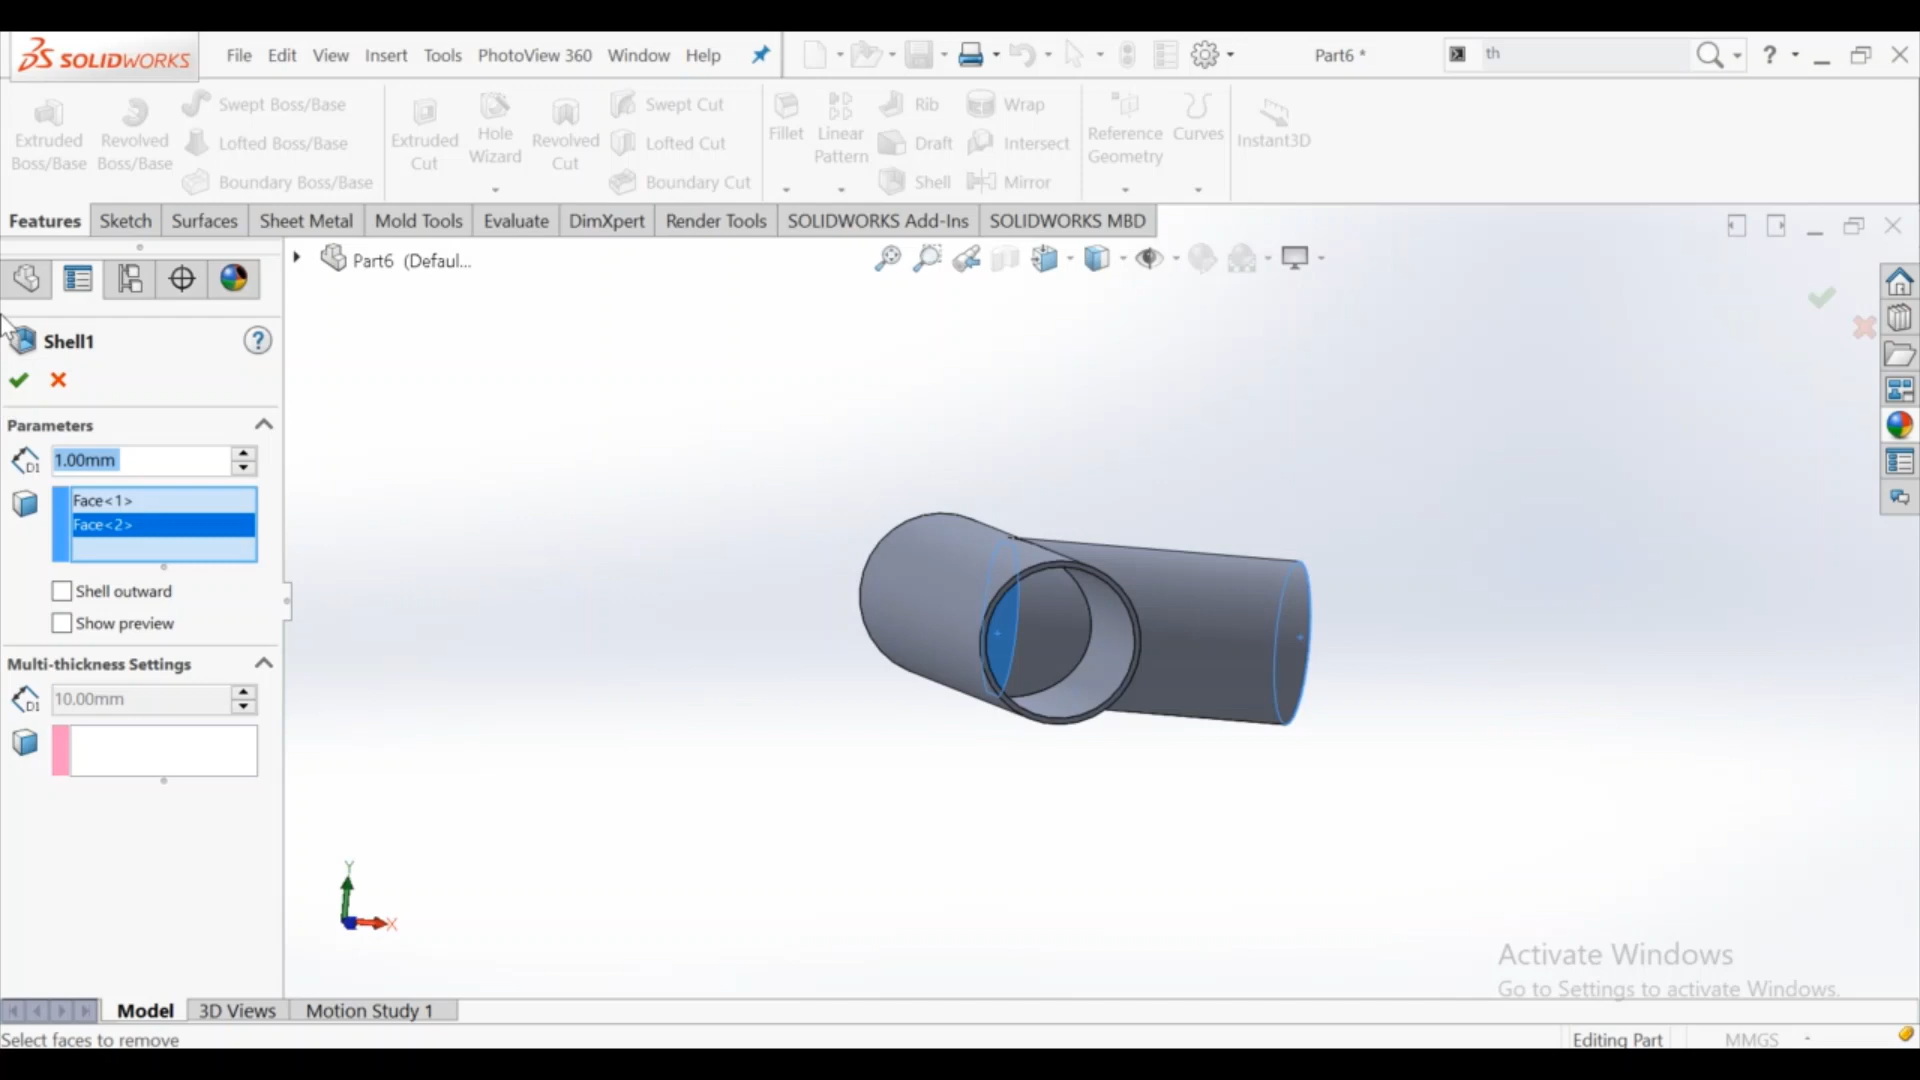 SOLIDWORKS
File Edit View Insert Tools PhotoView 360 Window Help
Part6 *
th
?
Extruded Boss/Base
Revolved Boss/Base
Swept Boss/Base
Lofted Boss/Base
Boundary Boss/Base
Extruded Cut
Hole Wizard
Revolved Cut
Swept Cut
Lofted Cut
Boundary Cut
Fillet
Linear Pattern
Rib
Draft
Shell
Wrap
Intersect
Mirror
Reference Geometry
Curves
Instant3D
Features Sketch Surfaces Sheet Metal Mold Tools Evaluate DimXpert Render Tools SOLIDWORKS Add-Ins SOLIDWORKS MBD
Part6 (Defaul...
Shell1
?
Parameters
D1
1.00mm
Face<1>
Face<2>
Shell outward
Show preview
Multi-thickness Settings
D1
10.00mm
Y
X
Activate Windows
Go to Settings to activate Windows.
Model 3D Views Motion Study 1
Select faces to remove
Editing Part
MMGS -